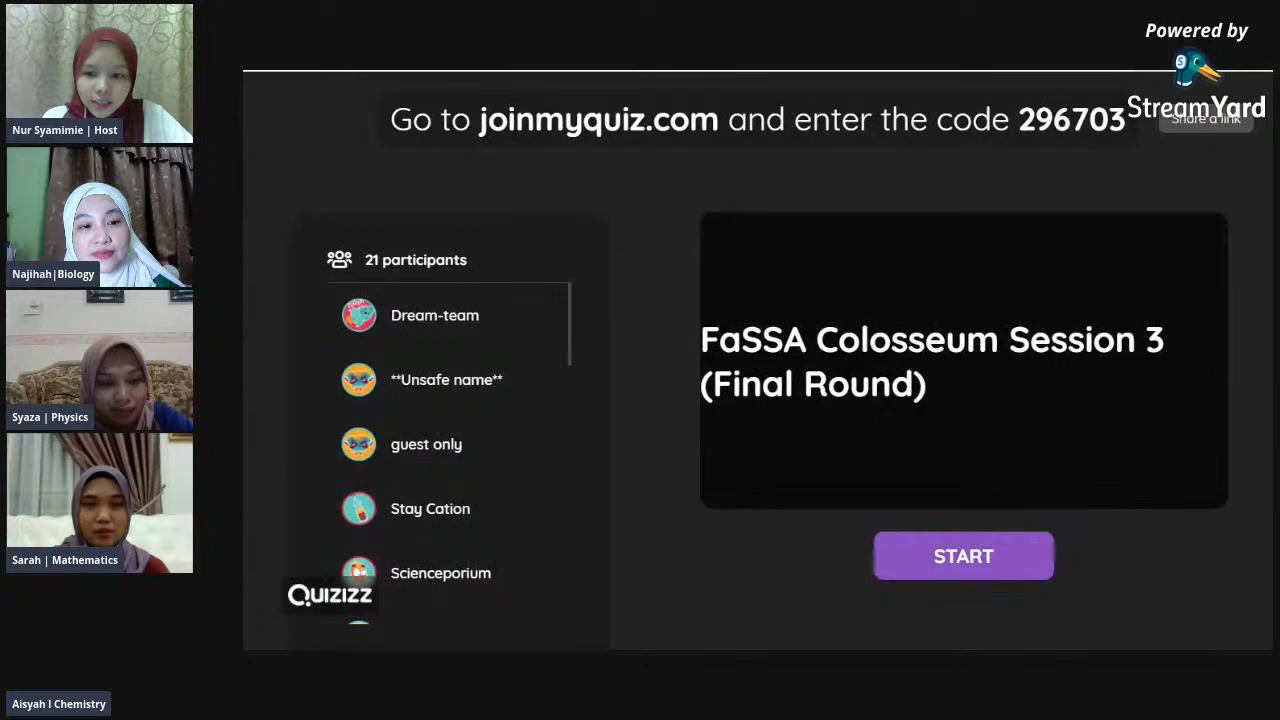 Powered by
StreamYard
Share a link
Go to joinmyquiz.com and enter the code 296703
Nur Syamimie | Host
Najihah|Biology
Syaza | Physics
Sarah | Mathematics
Aisyah I Chemistry
21 participants
Dream-team
**Unsafe name**
guest only
Stay Cation
Scienceporium
QUIZIZZ
FaSSA Colosseum Session 3
(Final Round)
START